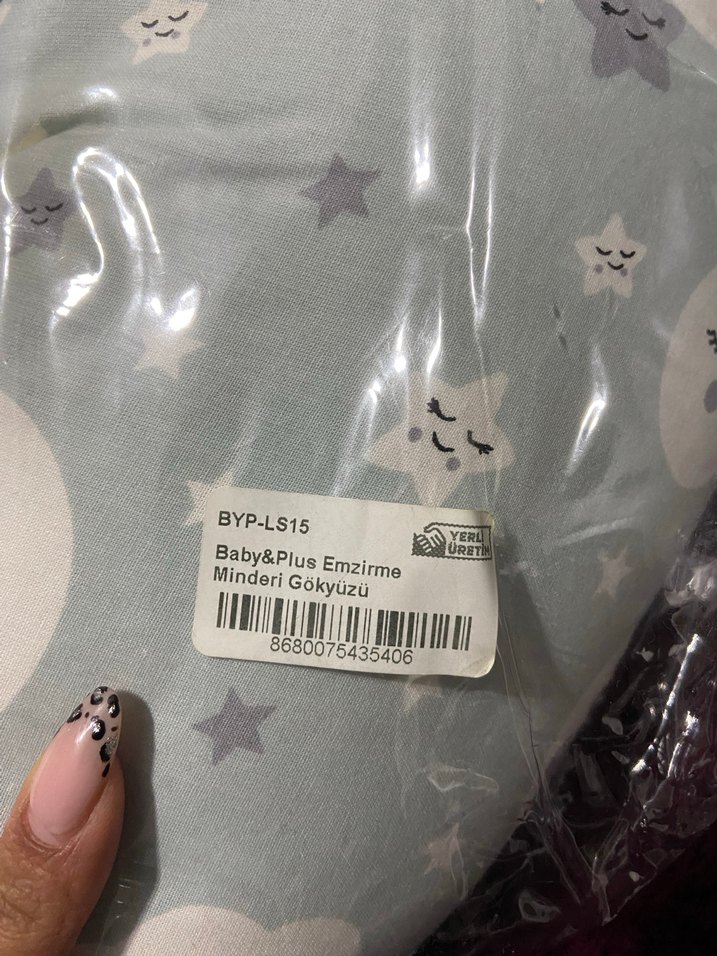 BYP-LS15
YERLİ
ÜRETİM
Baby&Plus Emzirme
Minderi Gökyüzü
8680075435406